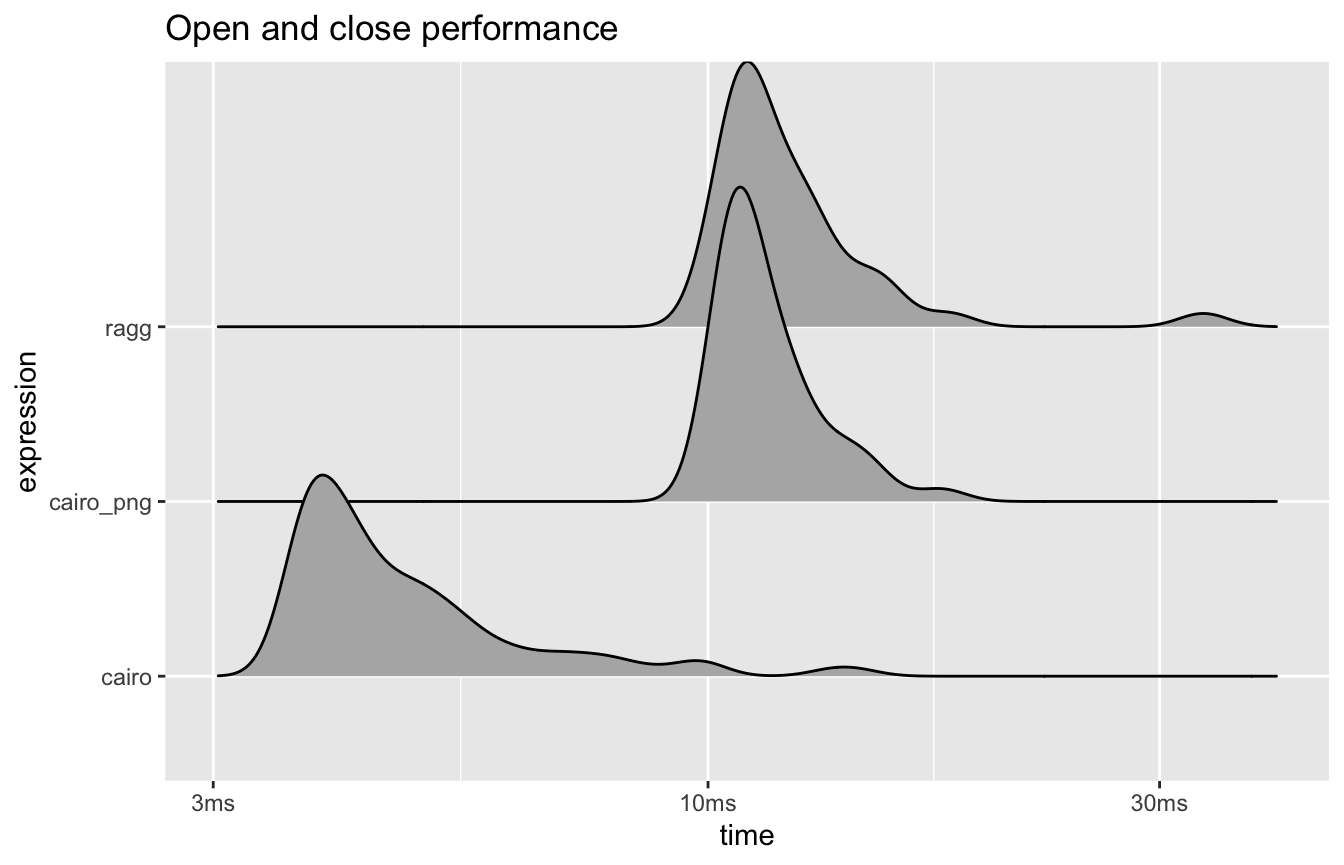 Open and close performance
expression
ragg
cairo_png
cairo
3ms 10ms 30ms
time